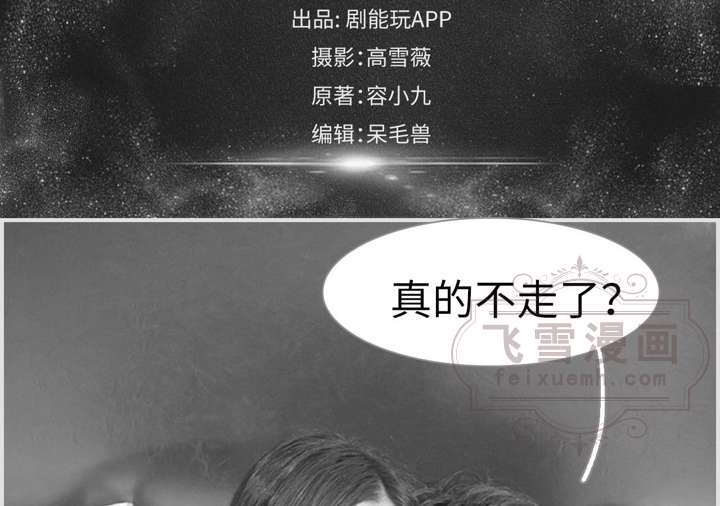 出品: 剧能玩APP
摄影:高雪薇
原著:容小九
编辑:呆毛兽
真的不走了?
飞雪漫画
feixuemh.com